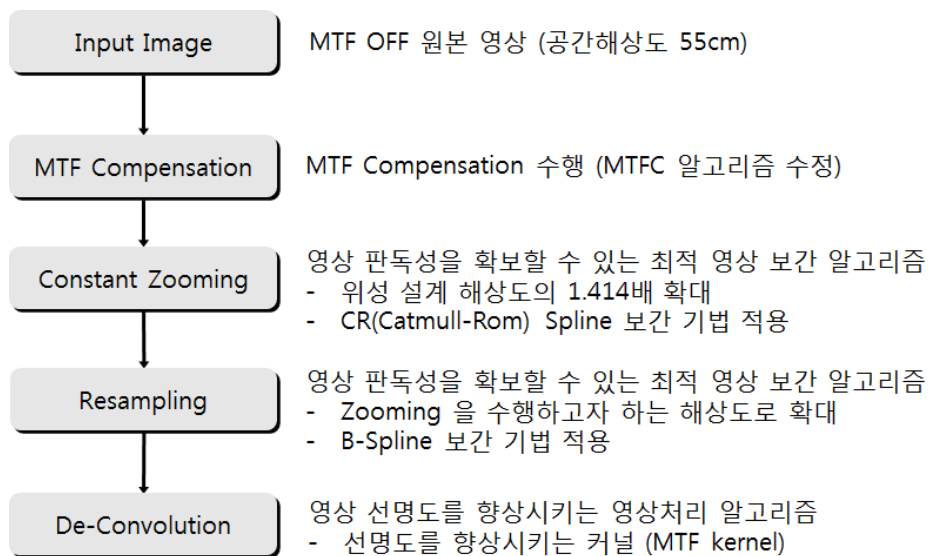 Input Image
MTF OFF 원본 영상 (공간해상도 55cm)
MTF Compensation
MTF Compensation 수행 (MTFC 알고리즘 수정)
Constant Zooming
영상 판독성을 확보할 수 있는 최적 영상 보간 알고리즘
- 위성 설계 해상도의 1.414배 확대
- CR(Catmull-Rom) Spline 보간 기법 적용
Resampling
영상 판독성을 확보할 수 있는 최적 영상 보간 알고리즘
- Zooming 을 수행하고자 하는 해상도로 확대
- B-Spline 보간 기법 적용
De-Convolution
영상 선명도를 향상시키는 영상처리 알고리즘
- 선명도를 향상시키는 커널 (MTF kernel)